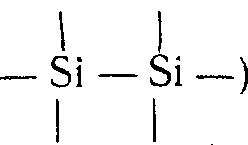 — Si — Si — )